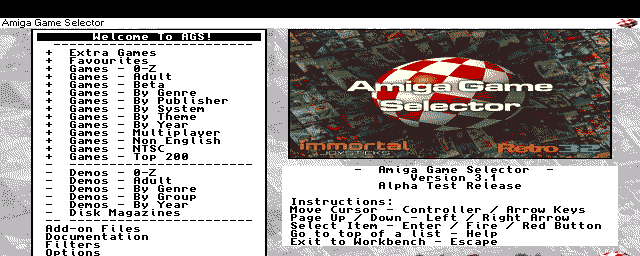 Amiga Game Selector
Welcome To AGS!
+ Extra Games
+ Favourites
+ Games - 0-Z
+ Games - Adult
+ Games - Beta
+ Games - By Genre
+ Games - By Publisher
+ Games - By System
+ Games - By Theme
+ Games - By Year
+ Games - Multiplayer
+ Games - Non-English
+ Games - NTSC
+ Games - Top 200
- Demos - 0-Z
- Demos - Adult
- Demos - By Genre
- Demos - By Group
- Demos - By Year
- Disk Magazines
Add-on Files
Documentation
Filters
Options
Amiga Game
Selector
immortal
JOYSTICKS
Retro32
- Amiga Game Selector -
Version 3.1
Alpha Test Release
Instructions:
Move Cursor - Controller / Arrow Keys
Page Up / Down - Left / Right Arrow
Select Item - Enter / Fire / Red Button
Go to top of a list - Help
Exit to Workbench - Escape